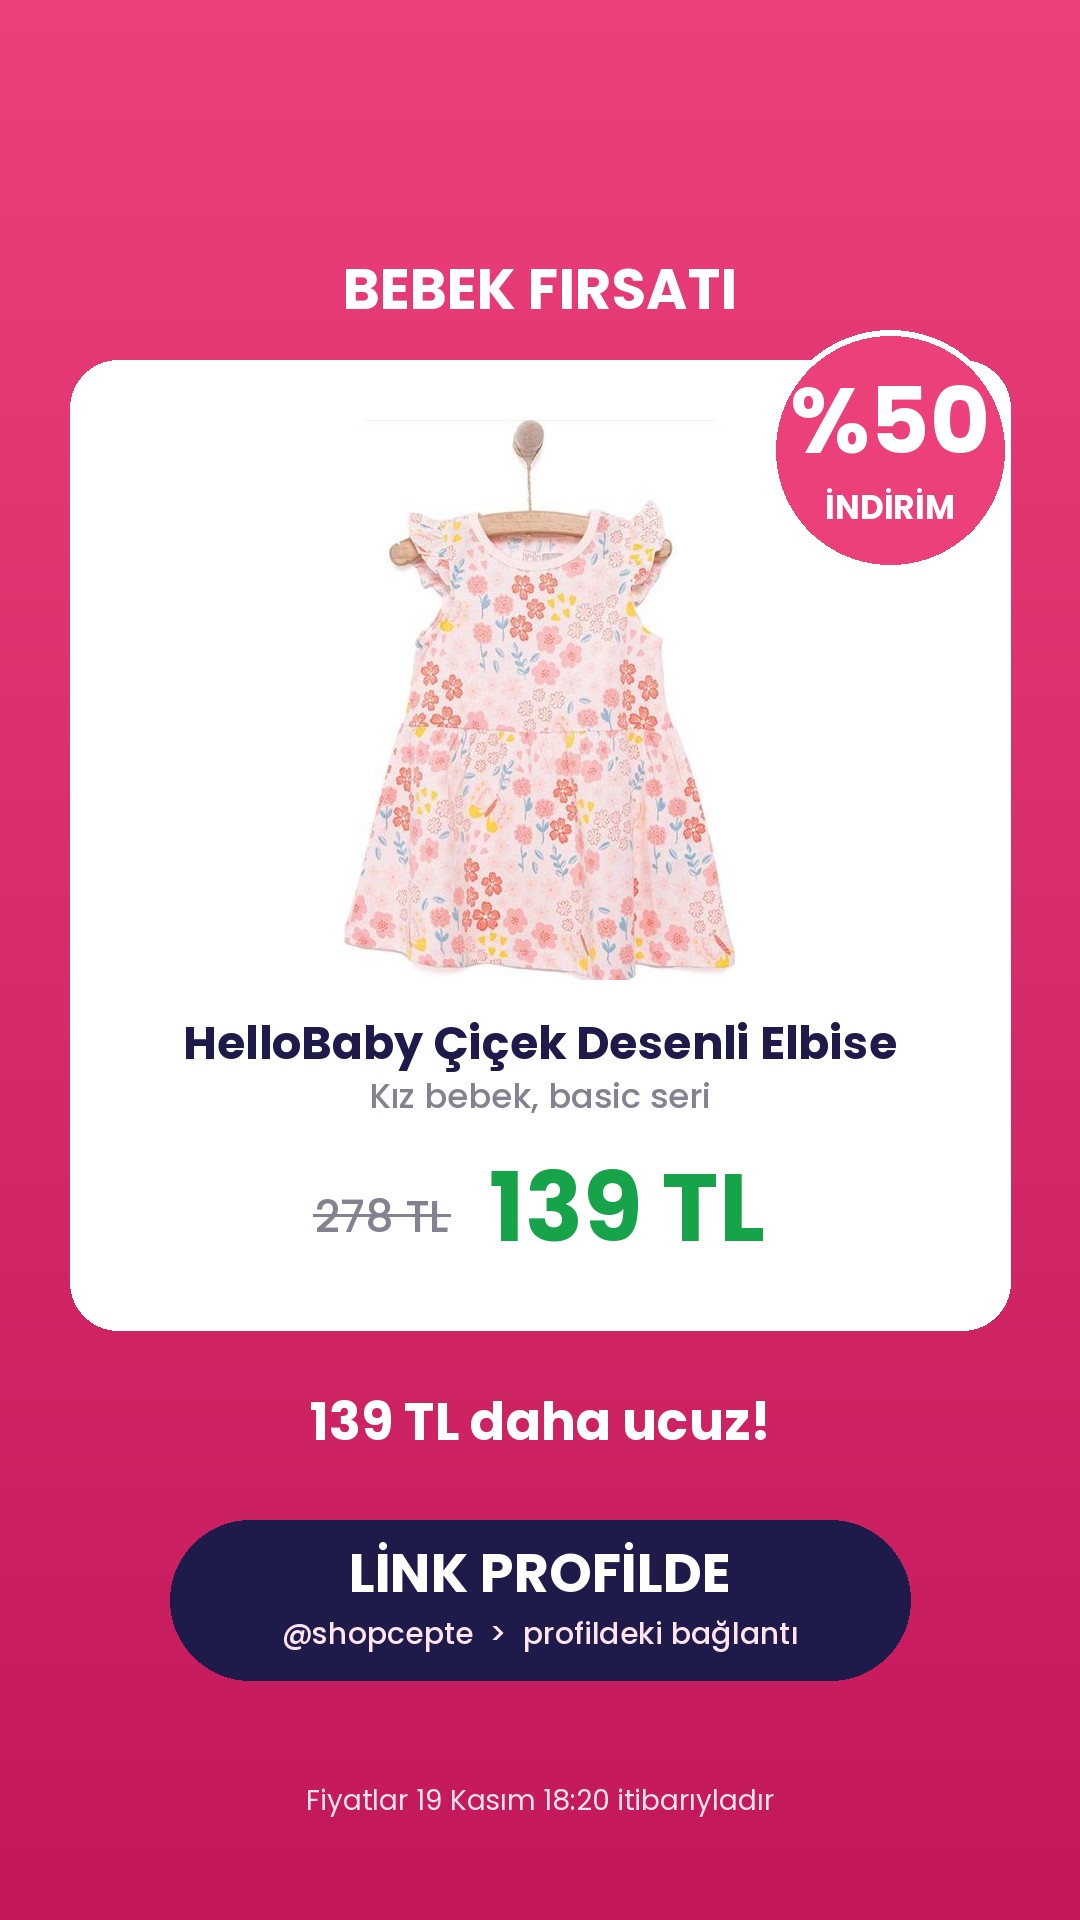 BEBEK FIRSATI
%50
İNDİRİM
HelloBaby Çiçek Desenli Elbise
Kız bebek, basic seri
278 TL 139 TL
139 TL daha ucuz!
LİNK PROFİLDE
@shopcepte > profildeki bağlantı
Fiyatlar 19 Kasım 18:20 itibarıyladır